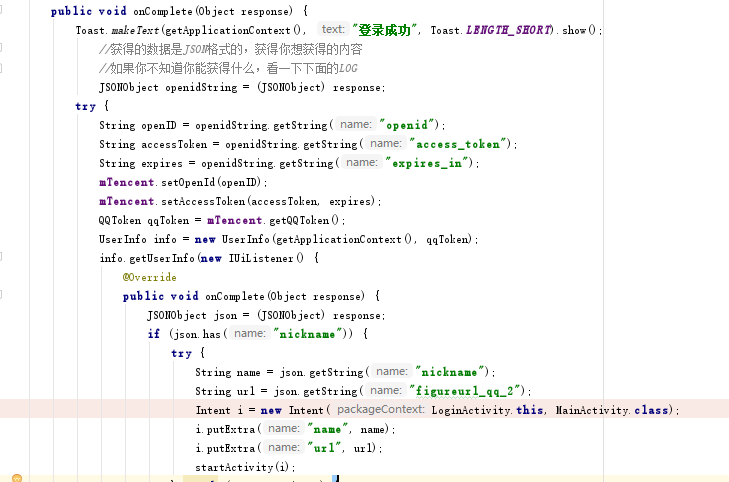 public void onComplete(Object response) {
Toast.makeText(getApplicationContext(), text: "登录成功", Toast.LENGTH_SHORT).show();
//获得的数据是JSON格式的，获得你想获得的内容
//如果你不知道你能获得什么，看一下下面的LOG
JSONObject openidString = (JSONObject) response;
try {
String openID = openidString.getString( name: "openid");
String accessToken = openidString.getString( name: "access_token");
String expires = openidString.getString( name: "expires_in");
mTencent.setOpenId(openID);
mTencent.setAccessToken(accessToken, expires);
QQToken qqToken = mTencent.getQQToken();
UserInfo info = new UserInfo(getApplicationContext(), qqToken);
info.getUserInfo(new IUiListener() {
@Override
public void onComplete(Object response) {
JSONObject json = (JSONObject) response;
if (json.has( name: "nickname")) {
try {
String name = json.getString( name: "nickname");
String url = json.getString( name: "figureurl_qq_2");
Intent i = new Intent( packageContext: LoginActivity.this, MainActivity.class);
i.putExtra( name: "name", name);
i.putExtra( name: "url", url);
startActivity(i);